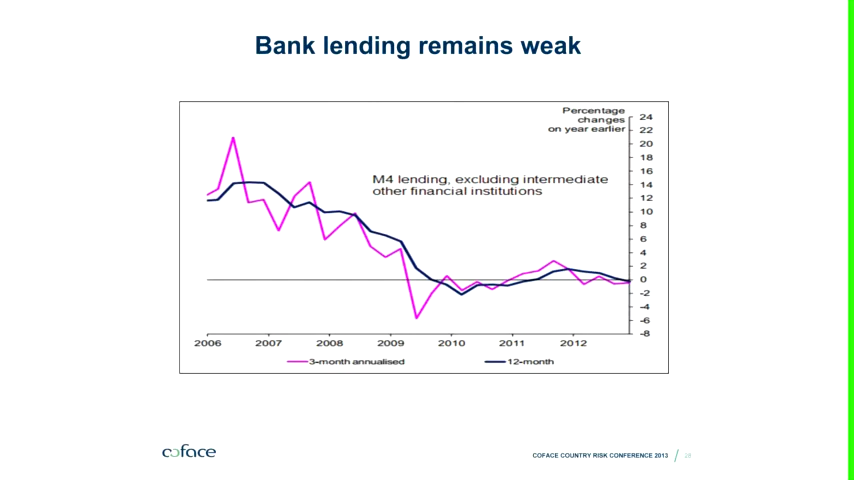 Bank lending remains weak
Percentage
changes
on year earlier
24
22
20
18
16
14
12
10
8
6
4
2
0
-2
-4
-6
-8
M4 lending, excluding intermediate
other financial institutions
2006 2007 2008 2009 2010 2011 2012
3-month annualised 12-month
coface
COFACE COUNTRY RISK CONFERENCE 2013 /